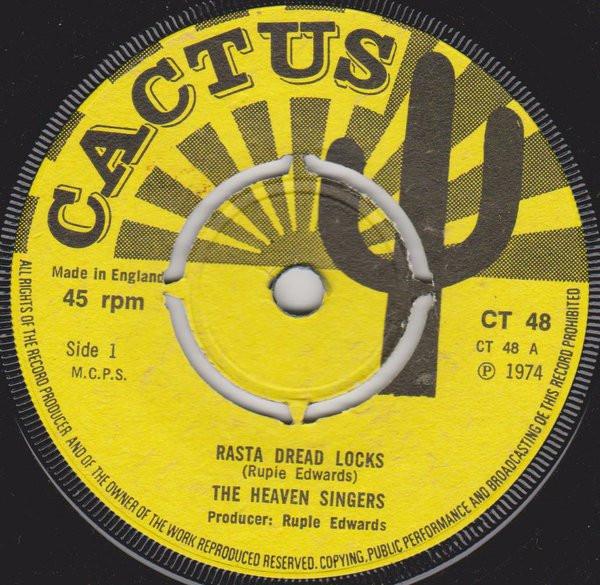 CACTUS
Made in England
45 rpm
Side 1
M.C.P.S.
CT 48
CT 48 A
℗ 1974
RASTA DREAD LOCKS
(Rupie Edwards)
THE HEAVEN SINGERS
Producer: Rupie Edwards
ALL RIGHTS OF THE RECORD PRODUCER AND OF THE OWNER OF THE WORK REPRODUCED RESERVED. COPYING, PUBLIC PERFORMANCE AND BROADCASTING OE THIS RECORD PROHIBITED